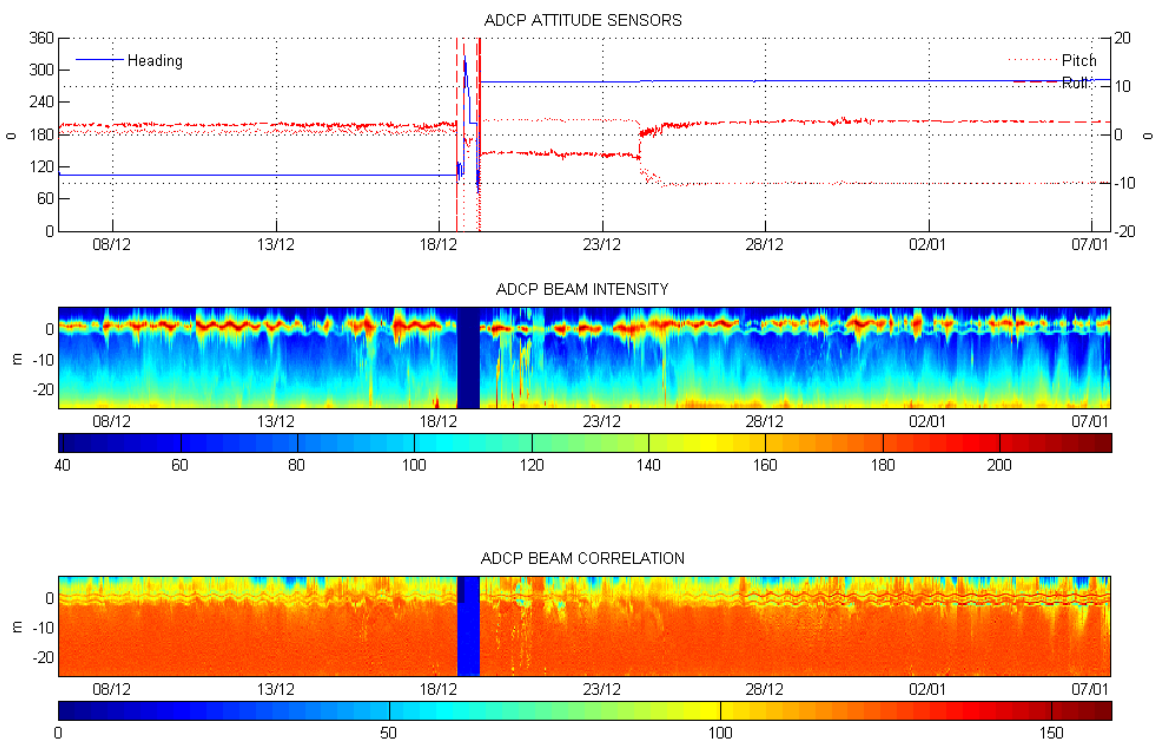 ADCP ATTITUDE SENSORS
360 20
Heading Pitch
300
Roll
240 10
0 180 0 0
120
60 -10
0 -20
08/12 13/12 18/12 23/12 28/12 02/01 07/01
ADCP BEAM INTENSITY
0
m -10
-20
08/12 13/12 18/12 23/12 28/12 02/01 07/01
40 60 80 100 120 140 160 180 200
ADCP BEAM CORRELATION
0
m -10
-20
08/12 13/12 18/12 23/12 28/12 02/01 07/01
0 50 100 150